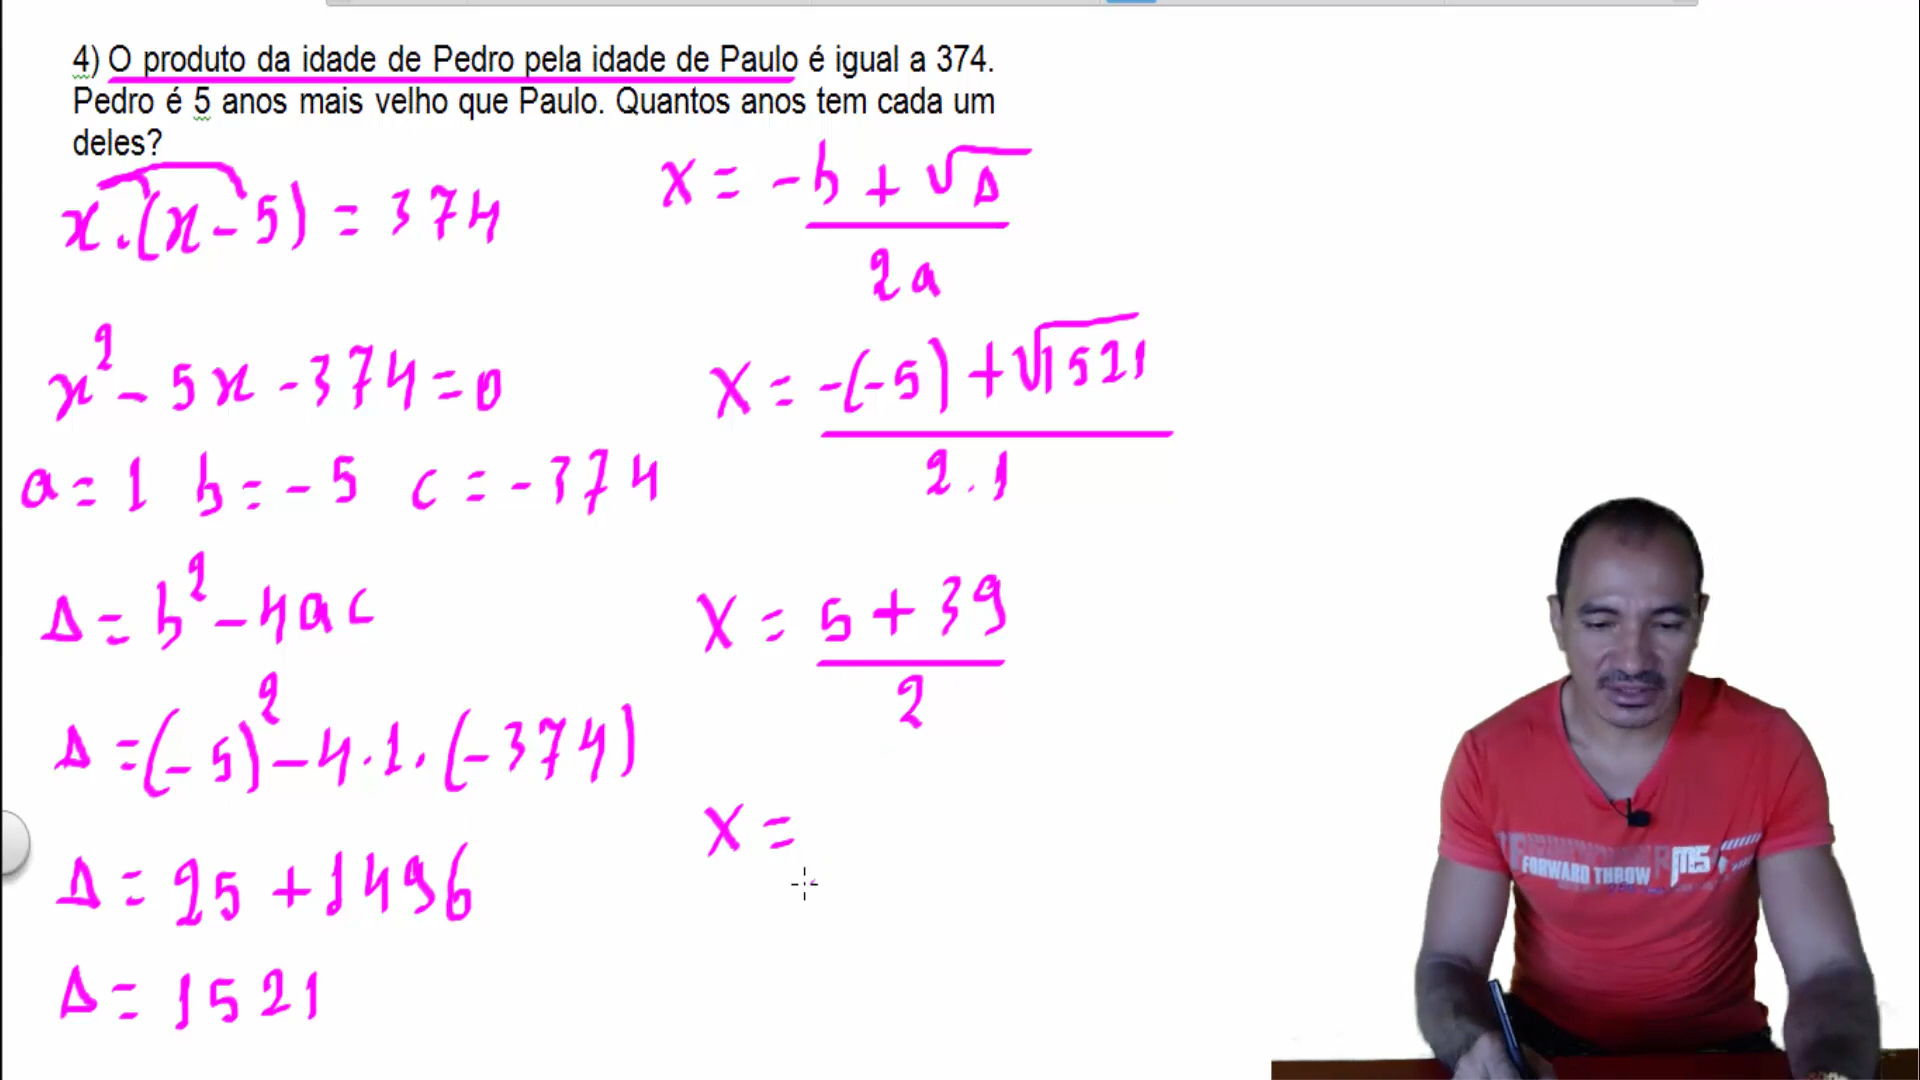 4) O produto da idade de Pedro pela idade de Paulo é igual a 374.
Pedro é 5 anos mais velho que Paulo. Quantos anos tem cada um
deles?
x.(x-5) = 374
x² - 5x - 374 = 0
a = 1 b = - 5 c = - 374
Δ = b² - 4ac
Δ = (-5)² - 4.1.(-374)
Δ = 25 + 1496
Δ = 1521
X = -b + √Δ
2a
X = -(-5) + √1521
2.1
X = 5 + 39
2
X =
FORWARD THROW